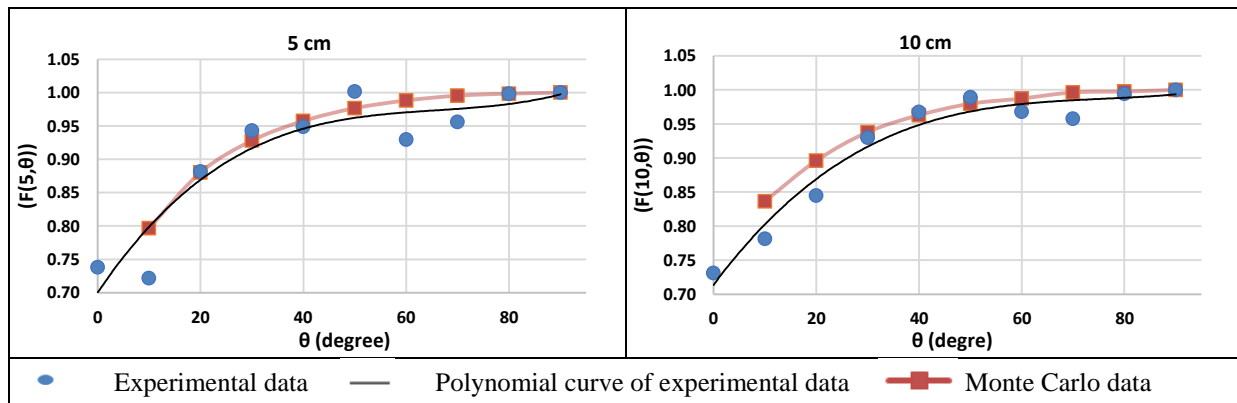 5 cm
1.05
1.00
0.95
0.90
0.85
0.80
0.75
0.70
(F(5,θ))
0 20 40 60 80
θ (degree)
10 cm
1.05
1.00
0.95
0.90
0.85
0.80
0.75
0.70
(F(10,θ))
0 20 40 60 80
θ (degree)
Experimental data Polynomial curve of experimental data Monte Carlo data